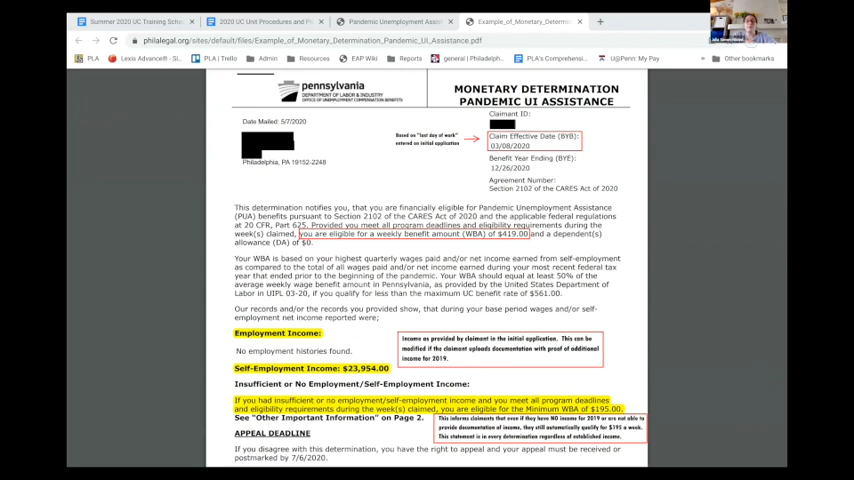 Summer 2020 UC Training Sche
2020 UC Unit Procedures and P
Pandemic Unemployment Assist
Example_of_Monetary_Determin
philalegal.org/sites/default/files/Example_of_Monetary_Determination_Pandemic_UI_Assistance.pdf
PLA
Lexis Advance® - Si...
PLA | Trello
Admin
Resources
EAP Wiki
Reports
general | Philadelph...
PLA's Comprehensi...
U@Penn: My Pay
Other bookmarks
pennsylvania
DEPARTMENT OF LABOR & INDUSTRY
OFFICE OF UNEMPLOYMENT COMPENSATION BENEFITS
MONETARY DETERMINATION
PANDEMIC UI ASSISTANCE
Date Mailed: 5/7/2020
Philadelphia, PA 19152-2248
Based on "last day of work"
entered on initial application
Claimant ID:
Claim Effective Date (BYB):
03/08/2020
Benefit Year Ending (BYE):
12/26/2020
Agreement Number:
Section 2102 of the CARES Act of 2020
This determination notifies you, that you are financially eligible for Pandemic Unemployment Assistance
(PUA) benefits pursuant to Section 2102 of the CARES Act of 2020 and the applicable federal regulations
at 20 CFR, Part 625. Provided you meet all program deadlines and eligibility requirements during the
week(s) claimed, you are eligible for a weekly benefit amount (WBA) of $419.00 and a dependent(s)
allowance (DA) of $0.
Your WBA is based on your highest quarterly wages paid and/or net income earned from self-employment
as compared to the total of all wages paid and/or net income earned during your most recent federal tax
year that ended prior to the beginning of the pandemic. Your WBA should equal at least 50% of the
average weekly wage benefit amount in Pennsylvania, as provided by the United States Department of
Labor in UIPL 03-20, if you qualify for less than the maximum UC benefit rate of $561.00.
Our records and/or the records you provided show, that during your base period wages and/or self-
employment net income reported were;
Employment Income:
No employment histories found.
Income as provided by claimant in the initial application. This can be
modified if the claimant uploads documentation with proof of additional
income for 2019.
Self-Employment Income: $23,954.00
Insufficient or No Employment/Self-Employment Income:
If you had insufficient or no employment/self-employment income and you meet all program deadlines
and eligibility requirements during the week(s) claimed, you are eligible for the Minimum WBA of $195.00.
See "Other Important Information" on Page 2.
This informs claimants that even if they have NO income for 2019 or are not able to
provide documentation of income, they still automatically qualify for $195 a week.
This statement is in every determination regardless of established income.
APPEAL DEADLINE
If you disagree with this determination, you have the right to appeal and your appeal must be received or
postmarked by 7/6/2020.